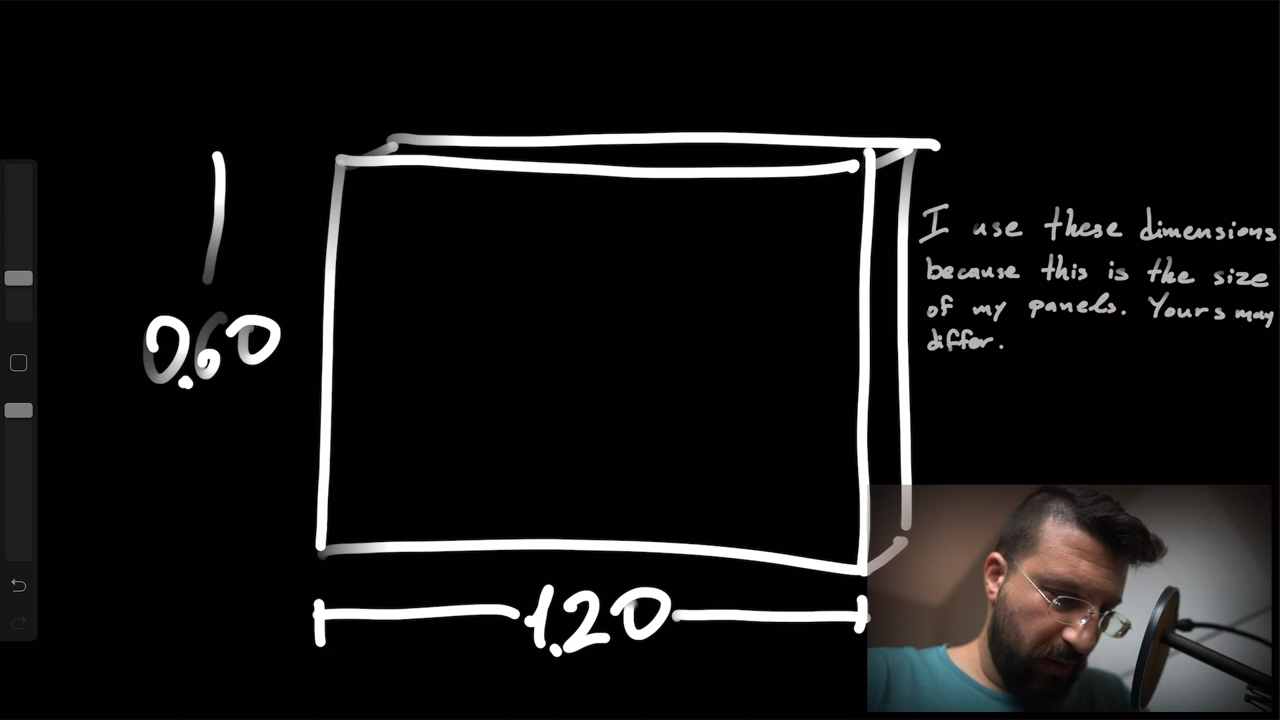 0.60
I use these dimensions
because this is the size
of my panels. Yours may
differ.
1.20